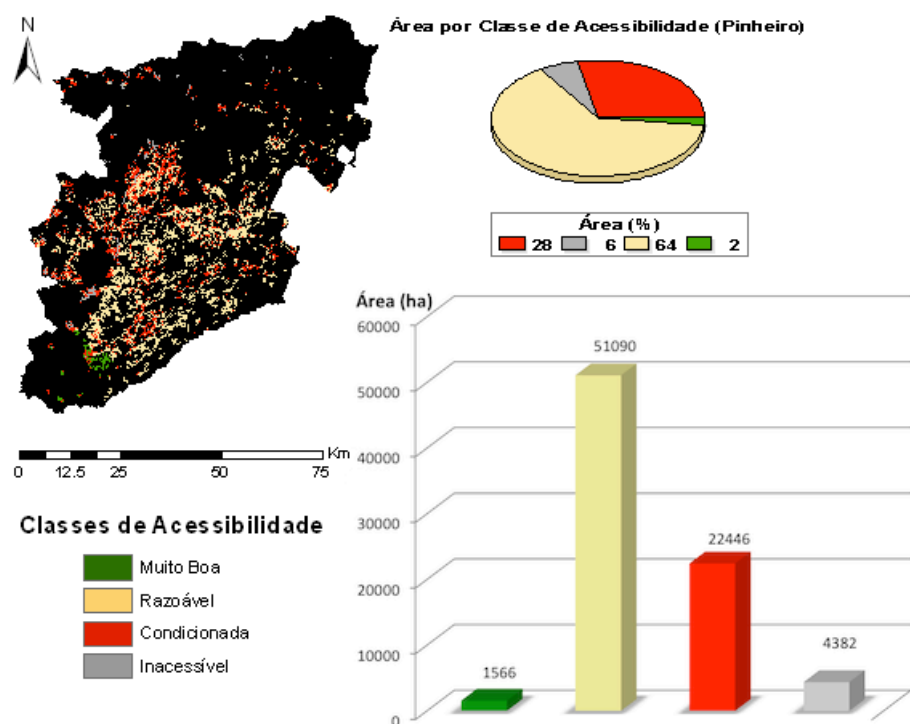 N
Área por Classe de Acessibilidade (Pinheiro)
Área (%)
28 6 64 2
Km
0 12.5 25 50 75
Classes de Acessibilidade
Muito Boa
Razoável
Condicionada
Inacessível
Área (ha)
60000
50000
40000
30000
20000
10000
0
1566
51090
22446
4382